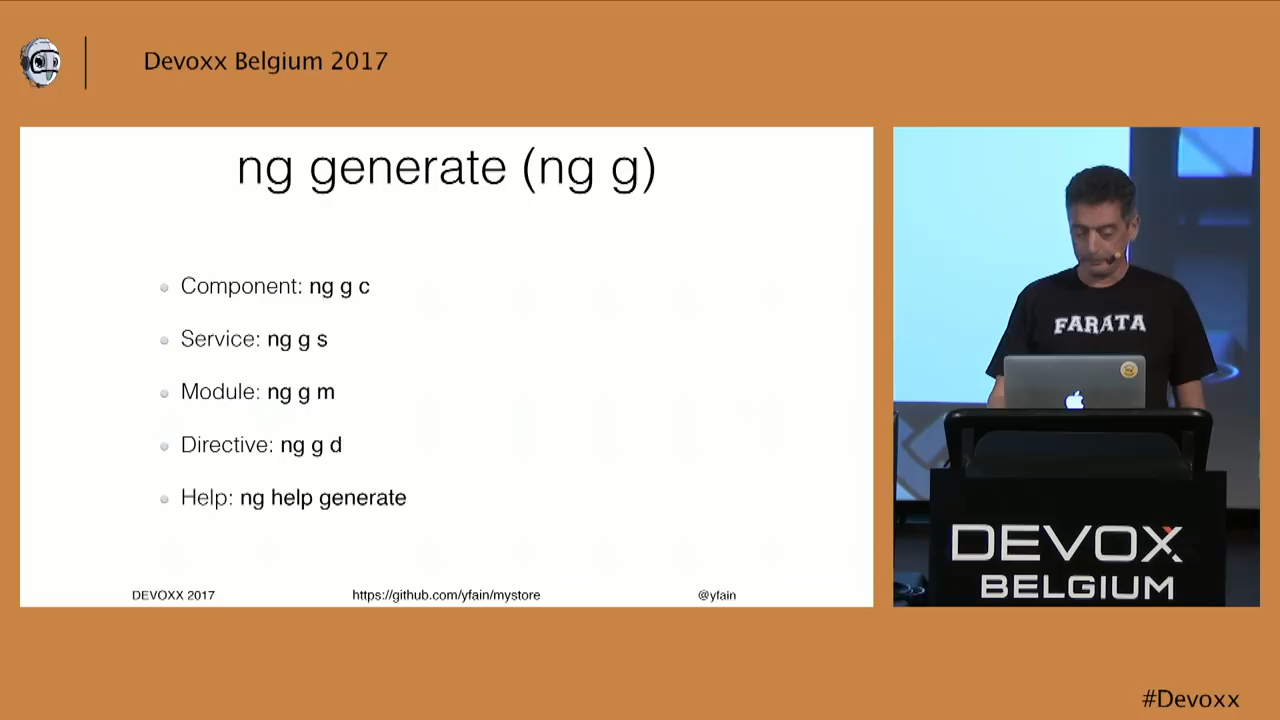 Devoxx Belgium 2017
ng generate (ng g)
Component: ng g c
Service: ng g s
Module: ng g m
Directive: ng g d
Help: ng help generate
DEVOXX 2017
https://github.com/yfain/mystore
@yfain
FARATA
DEVOXX
BELGIUM
#Devoxx